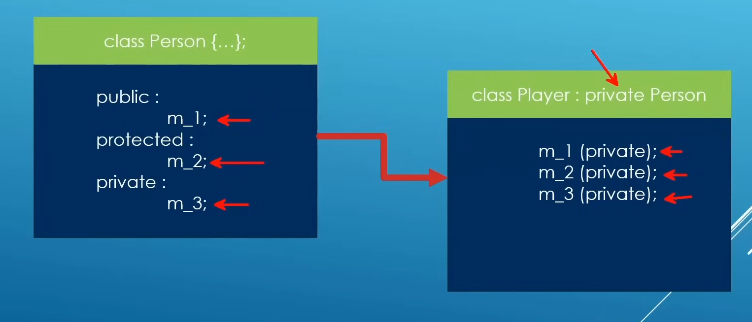 class Person {...};
public :
m_1;
protected :
m_2;
private :
m_3;
class Player : private Person
m_1 (private);
m_2 (private);
m_3 (private);